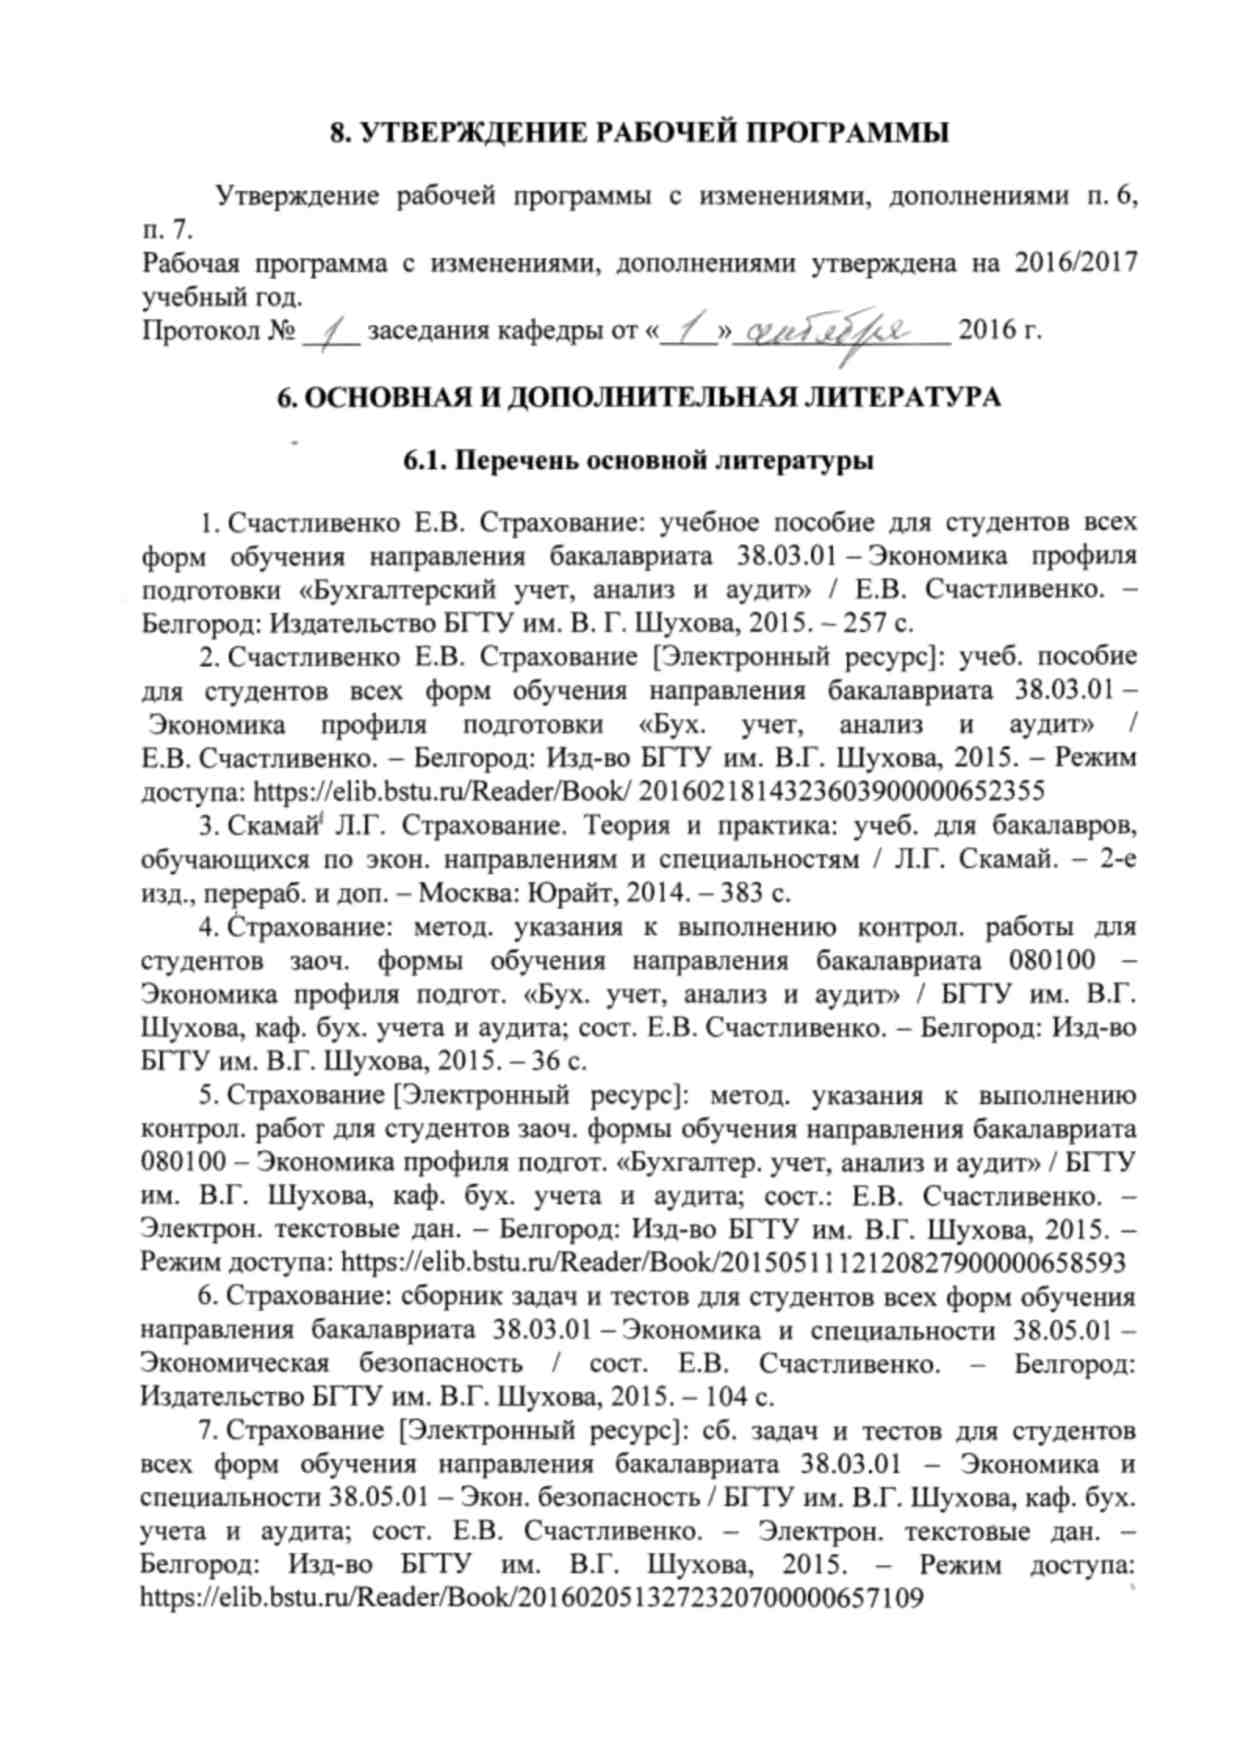 8. УТВЕРЖДЕНИЕ РАБОЧЕЙ ПРОГРАММЫ
Утверждение рабочей программы с изменениями, дополнениями п. 6,
п. 7.
Рабочая программа с изменениями, дополнениями утверждена на 2016/2017
учебный год.
Протокол № 1 заседания кафедры от «1» сентября 2016 г.
6. ОСНОВНАЯ И ДОПОЛНИТЕЛЬНАЯ ЛИТЕРАТУРА
6.1. Перечень основной литературы
1. Счастливенко Е.В. Страхование: учебное пособие для студентов всех
форм обучения направления бакалавриата 38.03.01 – Экономика профиля
подготовки «Бухгалтерский учет, анализ и аудит» / Е.В. Счастливенко. –
Белгород: Издательство БГТУ им. В. Г. Шухова, 2015. – 257 с.
2. Счастливенко Е.В. Страхование [Электронный ресурс]: учеб. пособие
для студентов всех форм обучения направления бакалавриата 38.03.01 –
Экономика профиля подготовки «Бух. учет, анализ и аудит» /
Е.В. Счастливенко. – Белгород: Изд-во БГТУ им. В.Г. Шухова, 2015. – Режим
доступа: https://elib.bstu.ru/Reader/Book/ 2016021814323603900000652355
3. Скамай Л.Г. Страхование. Теория и практика: учеб. для бакалавров,
обучающихся по экон. направлениям и специальностям / Л.Г. Скамай. – 2-е
изд., перераб. и доп. – Москва: Юрайт, 2014. – 383 с.
4. Страхование: метод. указания к выполнению контрол. работы для
студентов заоч. формы обучения направления бакалавриата 080100 –
Экономика профиля подгот. «Бух. учет, анализ и аудит» / БГТУ им. В.Г.
Шухова, каф. бух. учета и аудита; сост. Е.В. Счастливенко. – Белгород: Изд-во
БГТУ им. В.Г. Шухова, 2015. – 36 с.
5. Страхование [Электронный ресурс]: метод. указания к выполнению
контрол. работ для студентов заоч. формы обучения направления бакалавриата
080100 – Экономика профиля подгот. «Бухгалтер. учет, анализ и аудит» / БГТУ
им. В.Г. Шухова, каф. бух. учета и аудита; сост.: Е.В. Счастливенко. –
Электрон. текстовые дан. – Белгород: Изд-во БГТУ им. В.Г. Шухова, 2015. –
Режим доступа: https://elib.bstu.ru/Reader/Book/2015051112120827900000658593
6. Страхование: сборник задач и тестов для студентов всех форм обучения
направления бакалавриата 38.03.01 – Экономика и специальности 38.05.01 –
Экономическая безопасность / сост. Е.В. Счастливенко. – Белгород:
Издательство БГТУ им. В.Г. Шухова, 2015. – 104 с.
7. Страхование [Электронный ресурс]: сб. задач и тестов для студентов
всех форм обучения направления бакалавриата 38.03.01 – Экономика и
специальности 38.05.01 – Экон. безопасность / БГТУ им. В.Г. Шухова, каф. бух.
учета и аудита; сост. Е.В. Счастливенко. – Электрон. текстовые дан. –
Белгород: Изд-во БГТУ им. В.Г. Шухова, 2015. – Режим доступа:
https://elib.bstu.ru/Reader/Book/2016020513272320700000657109